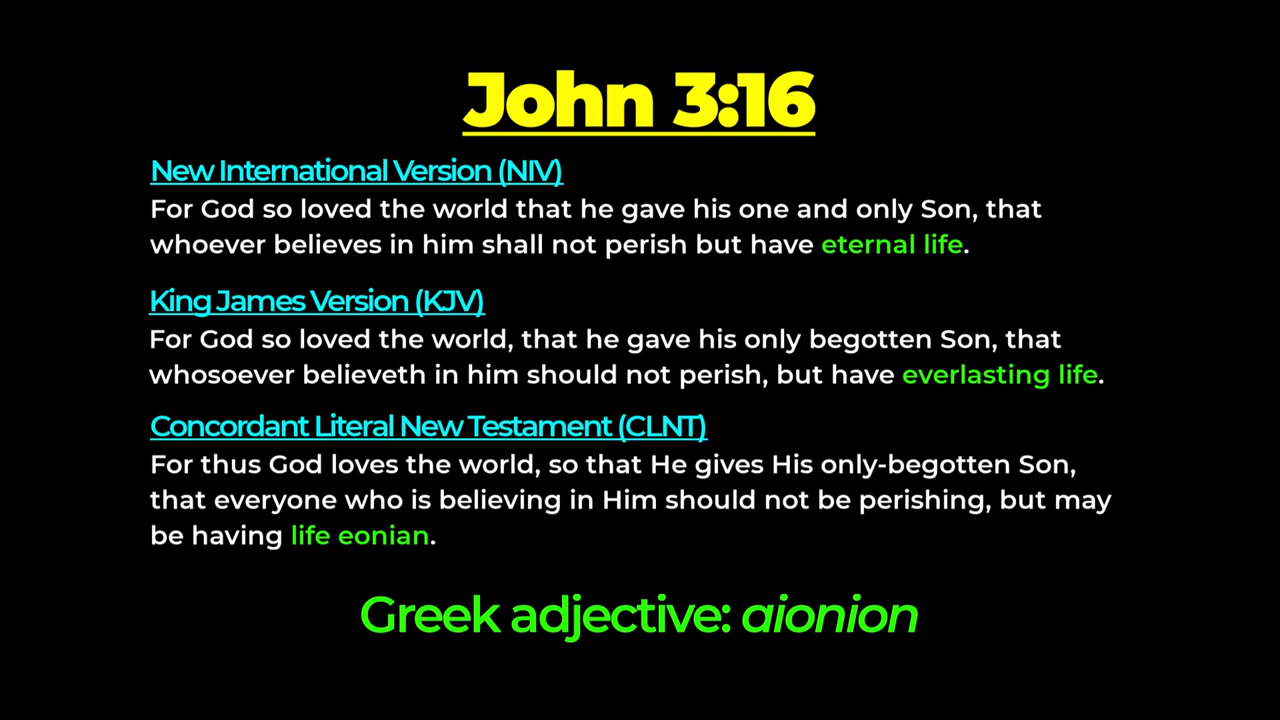 John 3:16
New International Version (NIV)
For God so loved the world that he gave his one and only Son, that
whoever believes in him shall not perish but have eternal life.
King James Version (KJV)
For God so loved the world, that he gave his only begotten Son, that
whosoever believeth in him should not perish, but have everlasting life.
Concordant Literal New Testament (CLNT)
For thus God loves the world, so that He gives His only-begotten Son,
that everyone who is believing in Him should not be perishing, but may
be having life eonian.
Greek adjective: aionion